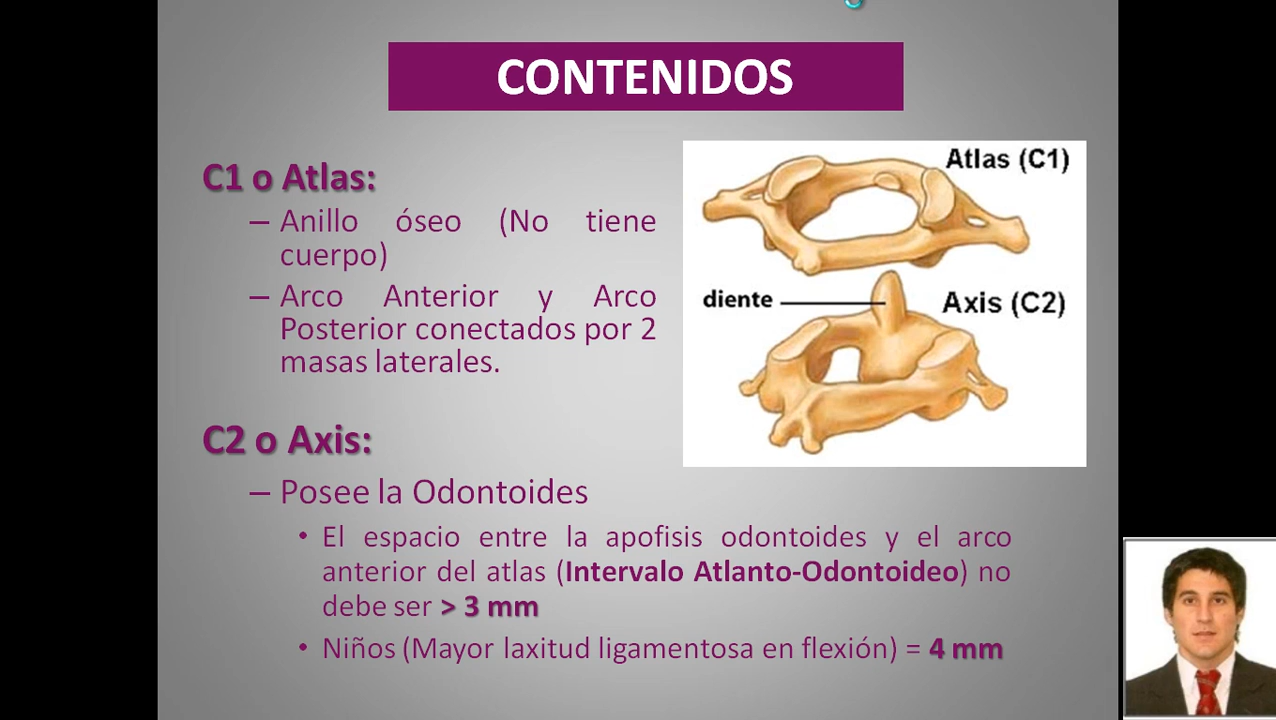 CONTENIDOS
C1 o Atlas:
– Anillo óseo (No tiene
cuerpo)
– Arco Anterior y Arco
Posterior conectados por 2
masas laterales.
Atlas (C1)
diente
Axis (C2)
C2 o Axis:
– Posee la Odontoides
• El espacio entre la apofisis odontoides y el arco
anterior del atlas (Intervalo Atlanto-Odontoideo) no
debe ser > 3 mm
• Niños (Mayor laxitud ligamentosa en flexión) = 4 mm